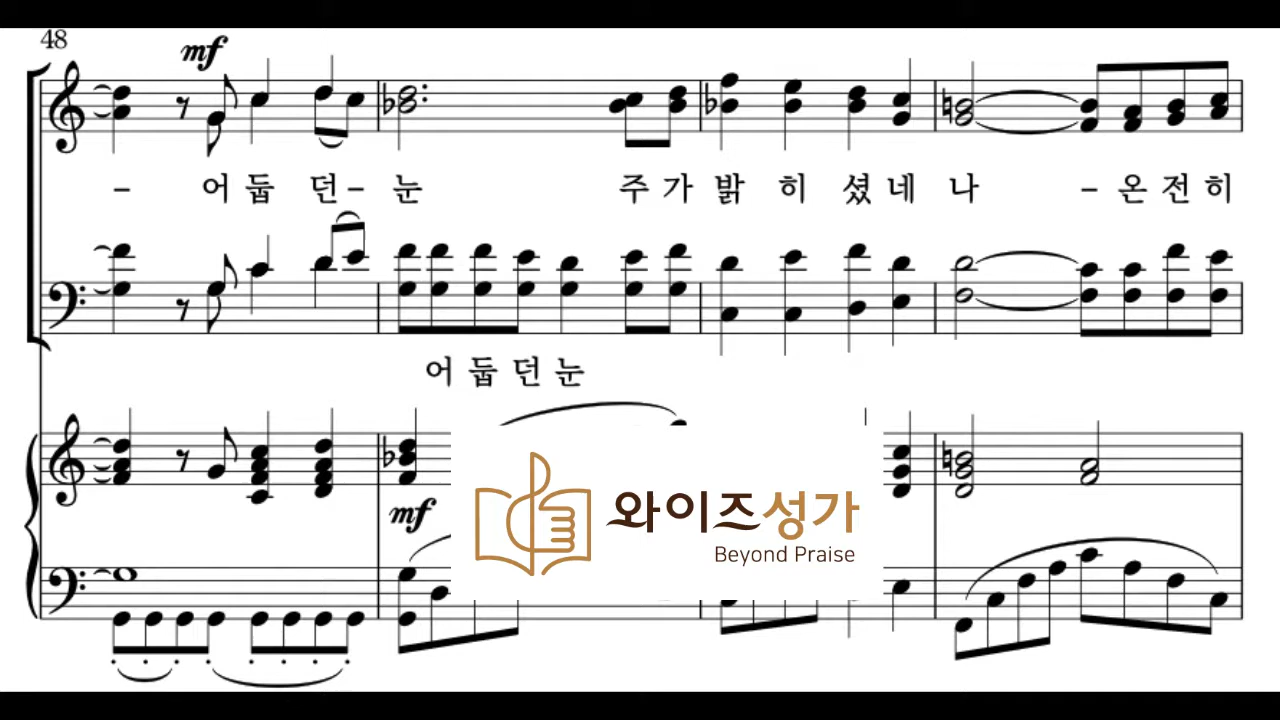 48
mf
- 어 둡 던 - 눈 주 가 밝 히 셨 네 나 - 온 전 히
어 둡 던 눈
mf
와이즈성가
Beyond Praise